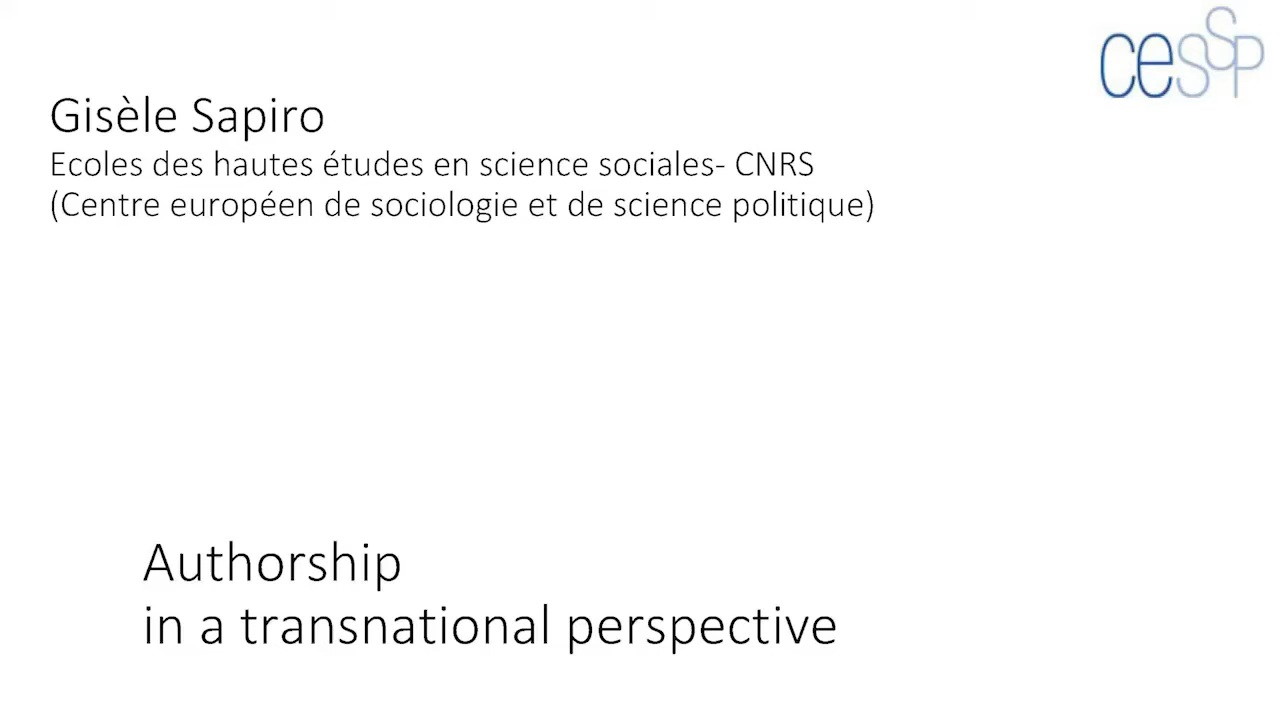 cessp
Gisèle Sapiro
Ecoles des hautes études en science sociales- CNRS
(Centre européen de sociologie et de science politique)
Authorship
in a transnational perspective